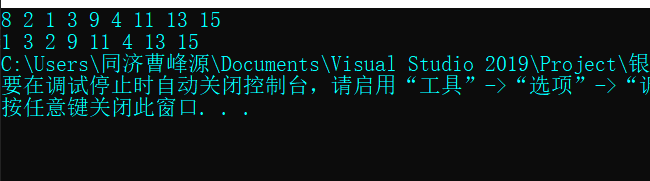 8 2 1 3 9 4 11 13 15
1 3 2 9 11 4 13 15
C:\Users\同济曹峰源\Documents\Visual Studio 2019\Project\银
要在调试停止时自动关闭控制台，请启用“工具”->“选项”->“调
按任意键关闭此窗口. . .